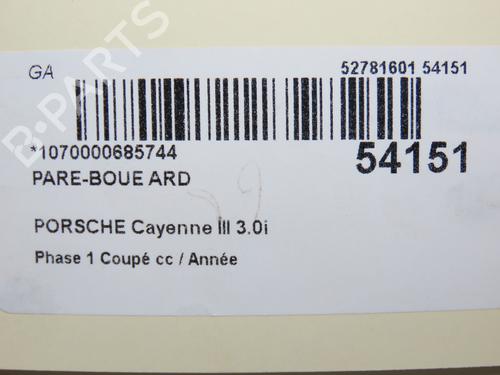 GA
52781601 54151
*1070000685744
54151
PARE-BOUE ARD
PORSCHE Cayenne III 3.0i
Phase 1 Coupé cc / Année
B-PARTS